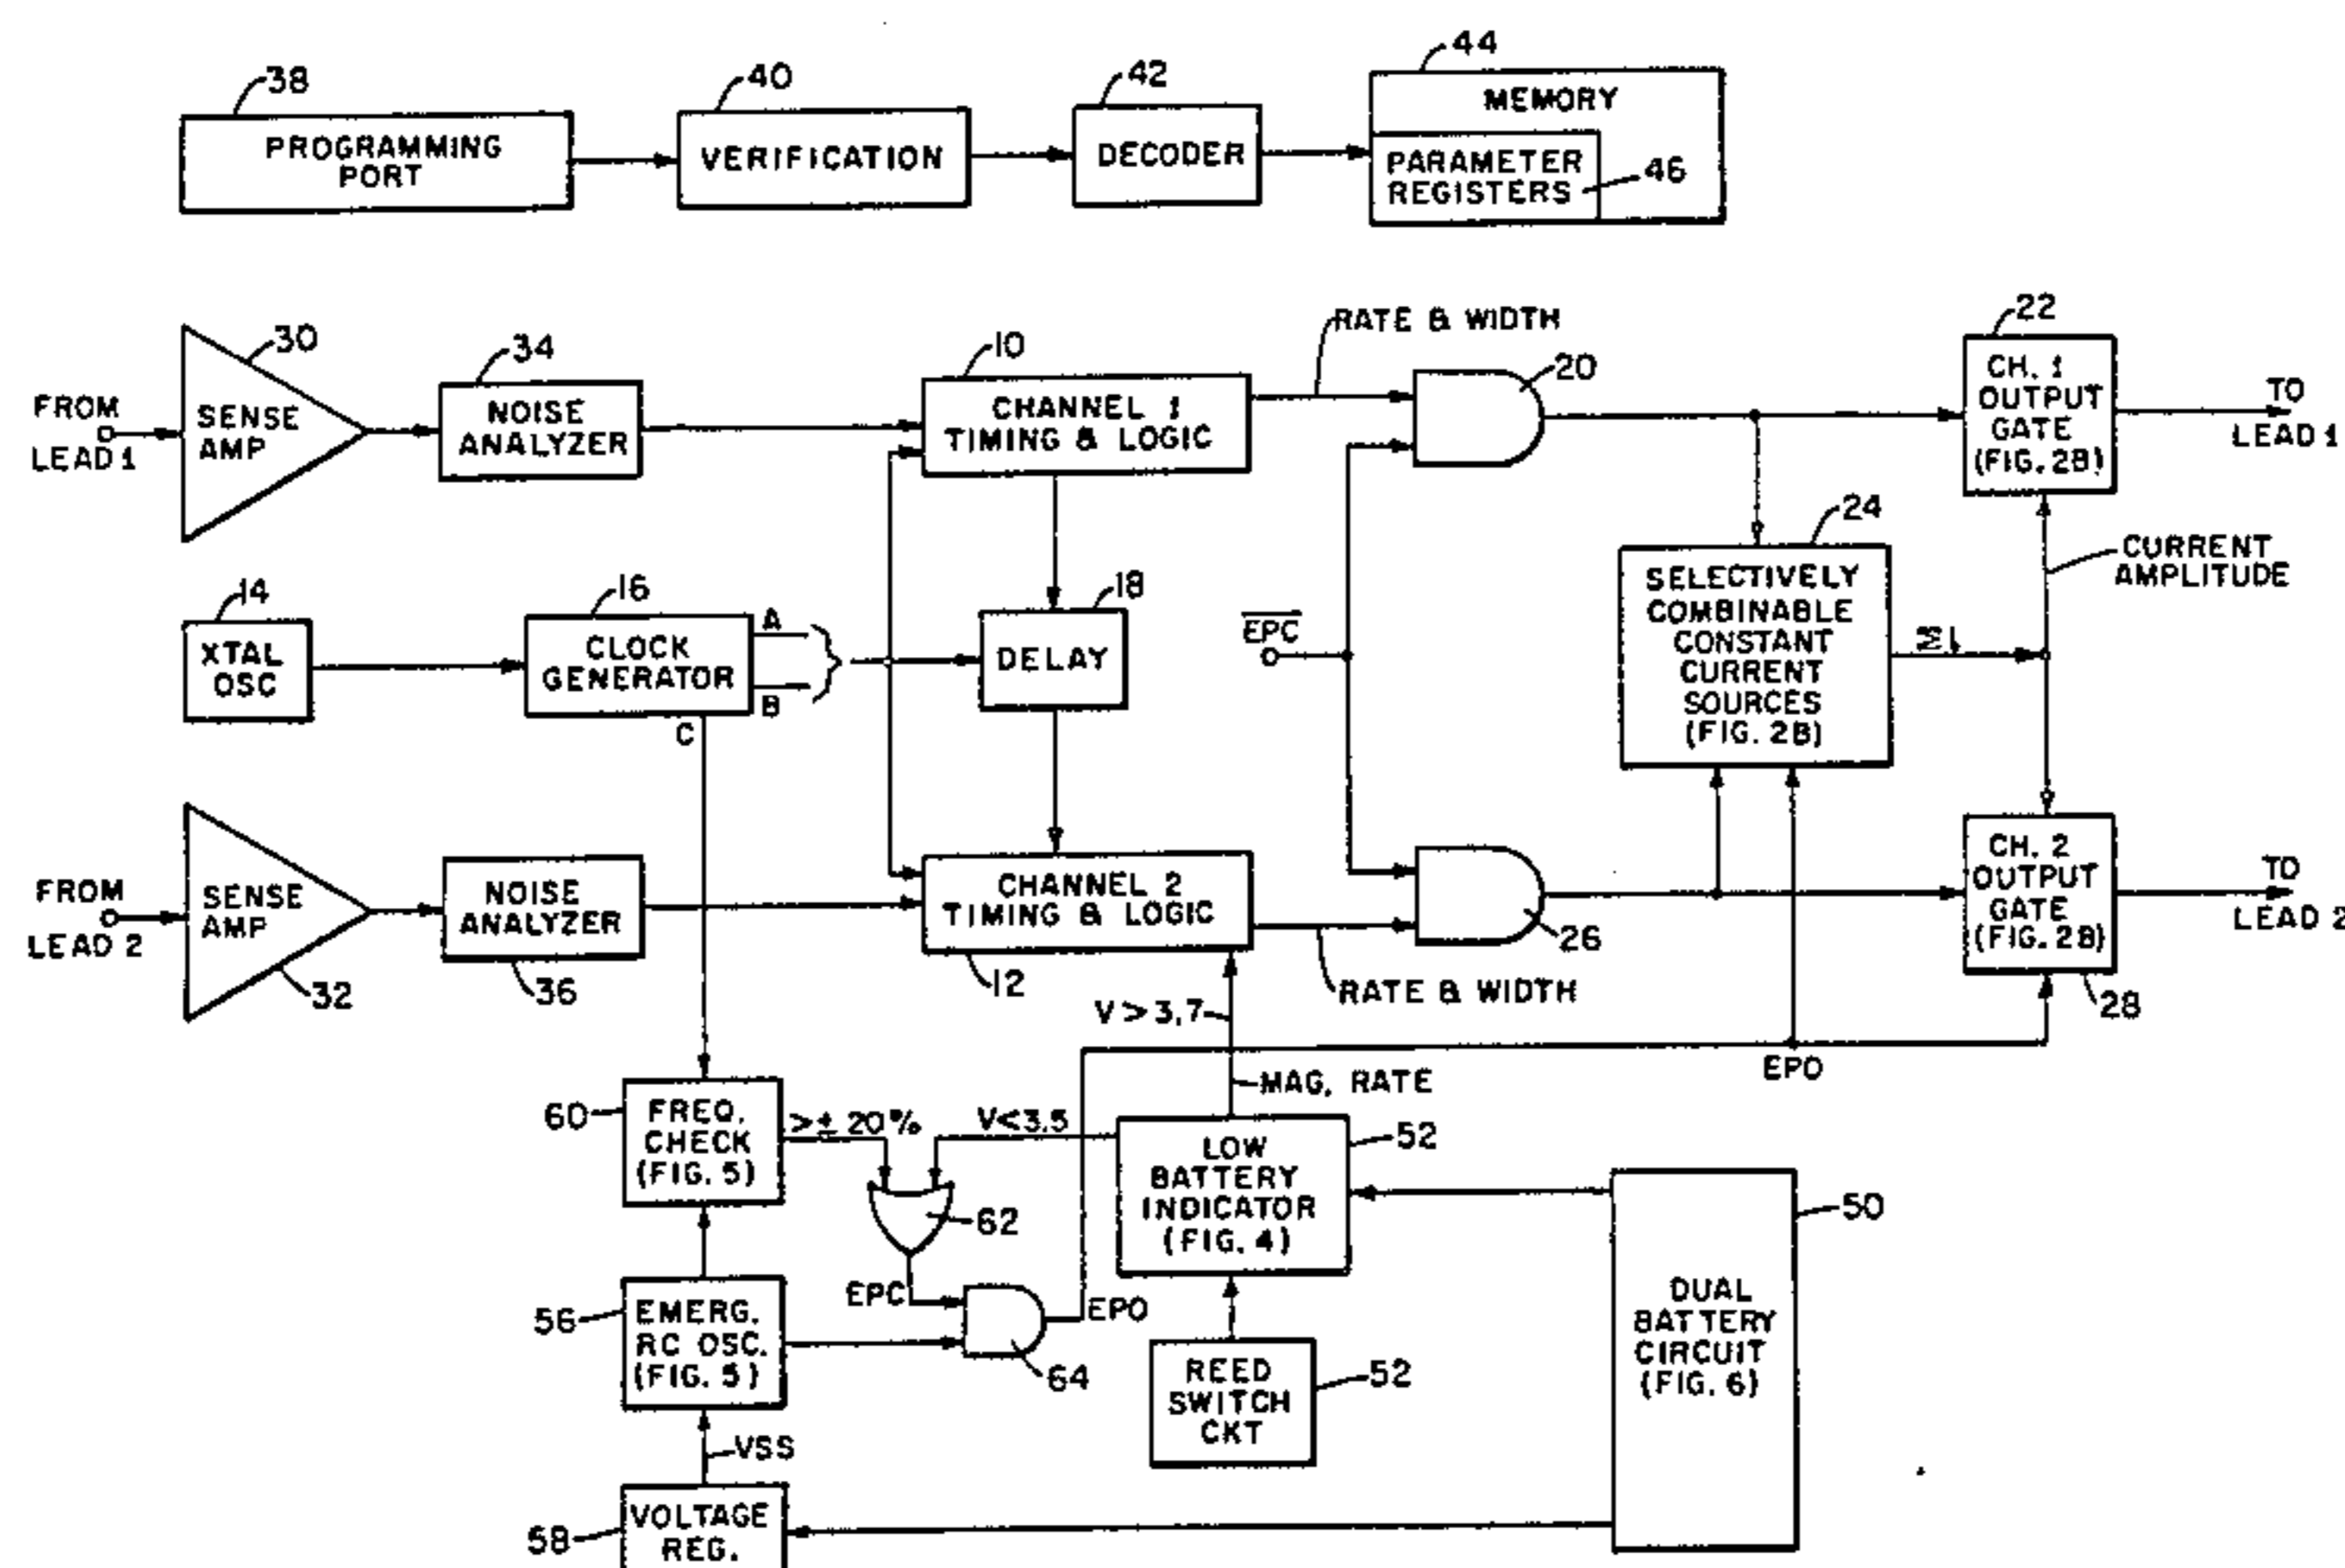 38
PROGRAMMING
PORT
40
VERIFICATION
42
DECODER
44
MEMORY
PARAMETER
REGISTERS
46
FROM
LEAD 1
30
SENSE
AMP
34
NOISE
ANALYZER
10
CHANNEL 1
TIMING & LOGIC
RATE & WIDTH
20
22
CH. 1
OUTPUT
GATE
(FIG. 2B)
TO
LEAD 1
14
XTAL
OSC
16
CLOCK
GENERATOR
A
B
C
18
DELAY
EPC
24
SELECTIVELY
COMBINABLE
CONSTANT
CURRENT
SOURCES
(FIG. 2B)
ΣI
CURRENT
AMPLITUDE
FROM
LEAD 2
SENSE
AMP
32
NOISE
ANALYZER
36
CHANNEL 2
TIMING & LOGIC
12
RATE & WIDTH
26
CH. 2
OUTPUT
GATE
(FIG. 2B)
28
TO
LEAD 2
V > 3.7
MAG. RATE
EPO
60
FREQ.
CHECK
(FIG. 5)
>± 20%
V<3.5
62
LOW
BATTERY
INDICATOR
(FIG. 4)
52
50
DUAL
BATTERY
CIRCUIT
(FIG. 6)
56
EMERG.
RC OSC.
(FIG. 5)
EPC
EPO
64
REED
SWITCH
CKT
52
VSS
58
VOLTAGE
REG.